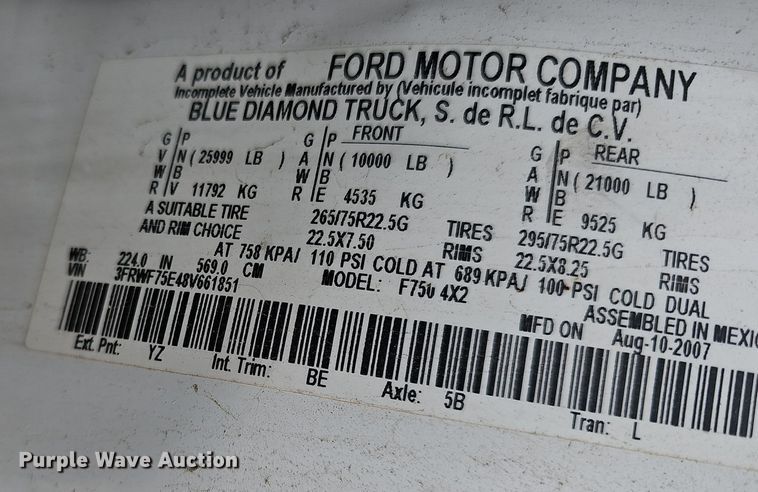 A product of FORD MOTOR COMPANY
Incomplete Vehicle Manufactured by (Vehicule incomplet fabrique par)
BLUE DIAMOND TRUCK, S. de R.L. de C.V.
G P G P FRONT G P REAR
V N (25999 LB ) A N (10000 LB ) A N (21000 LB )
W B W B W B
R V 11792 KG R E 4535 KG R E 9525 KG
A SUITABLE TIRE 265/75R22.5G TIRES 295/75R22.5G TIRES
AND RIM CHOICE 22.5X7.50 RIMS 22.5X8.25 RIMS
AT 758 KPA/ 110 PSI COLD AT 689 KPA/ 100 PSI COLD DUAL
WB: 224.0 IN 569.0 CM MODEL: F750 4X2 ASSEMBLED IN MEXIC
VIN 3FRWF75E48V661851 MFD ON Aug-10-2007
Ext. Pnt: YZ Int. Trim: BE Axle: 5B Tran: L
Purple Wave Auction